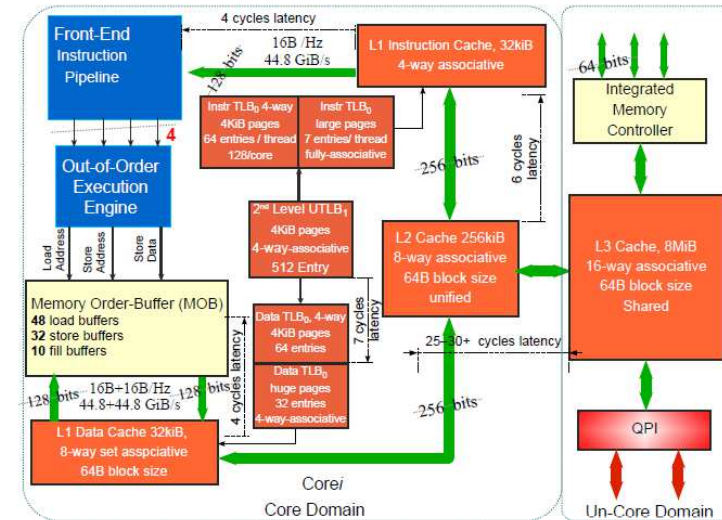 Front-End
Instruction
Pipeline
4 cycles latency
16B /Hz
44.8 GiB/s
128 bits
L1 Instruction Cache, 32kiB
4-way associative
64 bits
Integrated
Memory
Controller
4
Instr TLB0 4-way
4KiB pages
64 entries / thread
128/core
Instr TLB0
large pages
7 entries/ thread
fully-associative
256 bits
6 cycles
latency
Out-of-Order
Execution
Engine
Load
Address
Store
Address
Store
Data
2nd Level UTLB1
4KiB pages
4-way-associative
512 Entry
L2 Cache 256kiB
8-way associative
64B block size
unified
L3 Cache, 8MiB
16-way associative
64B block size
Shared
Memory Order-Buffer (MOB)
48 load buffers
32 store buffers
10 fill buffers
Data TLB0, 4-way
4KiB pages
64 entries
7 cycles
latency
25-30+ cycles latency
Data TLB0
huge pages
32 entries
4-way-associative
4 cycles latency
128 bits
16B+16B/Hz
44.8+44.8 GiB/s
128 bits
256 bits
L1 Data Cache 32kiB,
8-way set asspciative
64B block size
QPI
Corei
Core Domain
Un-Core Domain